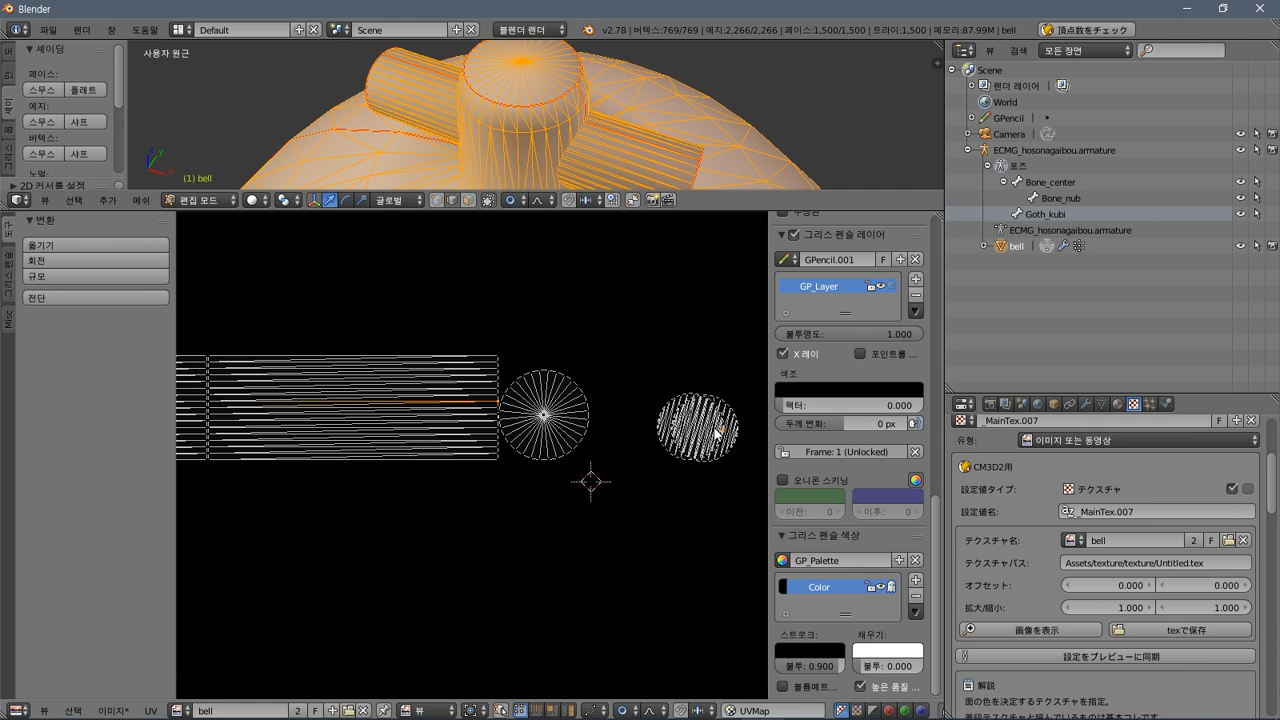 Blender
파일 렌더 창 도움말 Default Scene 블렌더 렌더 v2.78 | 버텍스:769/769 | 에지:2,266/2,266 | 페이스:1,500/1,500 | 트라이:1,500 | 메모리:87.99M | bell 頂点数をチェック
셰이딩
페이스:
스무스 플래트
에지:
스무스 샤프
버텍스:
스무스 샤프
노멀:
2D 커서를 설정
사용자 원근
(1) bell
뷰 선택 추가 메쉬 편집 모드 글로벌
변환
옮기기
회전
규모
전단
Misc
그리스 펜슬 레이어
GPencil.001 F
GP_Layer
불투명도: 1.000
X 레이 포인트를 ...
색조
팩터: 0.000
두께 변화: 0 px
Frame: 1 (Unlocked)
오니온 스키닝
이전: 0 이후: 0
그리스 펜슬 색상
GP_Palette
Color
스트로크: 채우기:
불투: 0.900 불투: 0.000
볼륨메트... 높은 품질 ...
뷰 선택 이미지* UV bell 2 F 뷰 UVMap
뷰 검색 모든 장면
Scene
렌더 레이어
World
GPencil
Camera
ECMG_hosonagaibou.armature
포즈
Bone_center
Bone_nub
Goth_kubi
ECMG_hosonagaibou.armature
bell
_MainTex.007 F
유형: 이미지 또는 동영상
CM3D2用
設定値タイプ: テクスチャ
設定値名: _MainTex.007
テクスチャ名: bell 2 F
テクスチャパス: Assets/texture/texture/Untitled.tex
オフセット: 0.000 0.000
拡大/縮小: 1.000 1.000
画像を表示 texで保存
設定をプレビューに同期
解説
面の色を決定するテクスチャを指定。